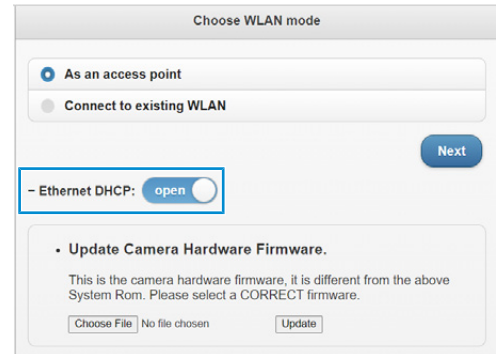 Choose WLAN mode
As an access point
Connect to existing WLAN
Next
– Ethernet DHCP: open
• Update Camera Hardware Firmware.
This is the camera hardware firmware, it is different from the above
System Rom. Please select a CORRECT firmware.
Choose File No file chosen Update